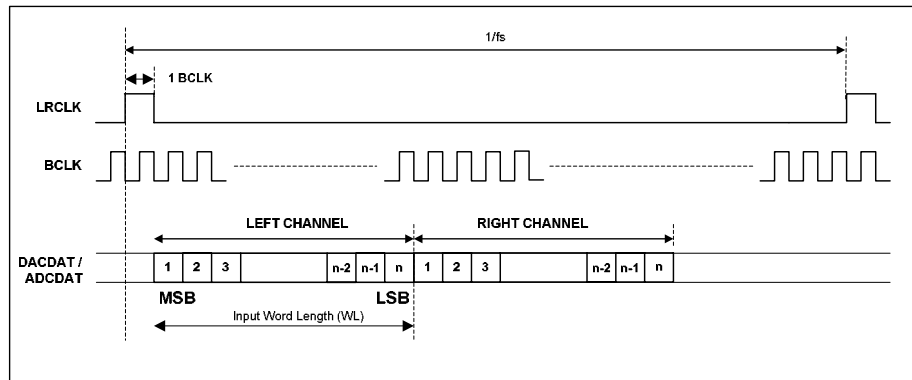 1/fs
1 BCLK
LRCLK
BCLK
LEFT CHANNEL
RIGHT CHANNEL
DACDAT /
ADCDAT
1 2 3 n-2 n-1 n 1 2 3 n-2 n-1 n
MSB LSB
Input Word Length (WL)